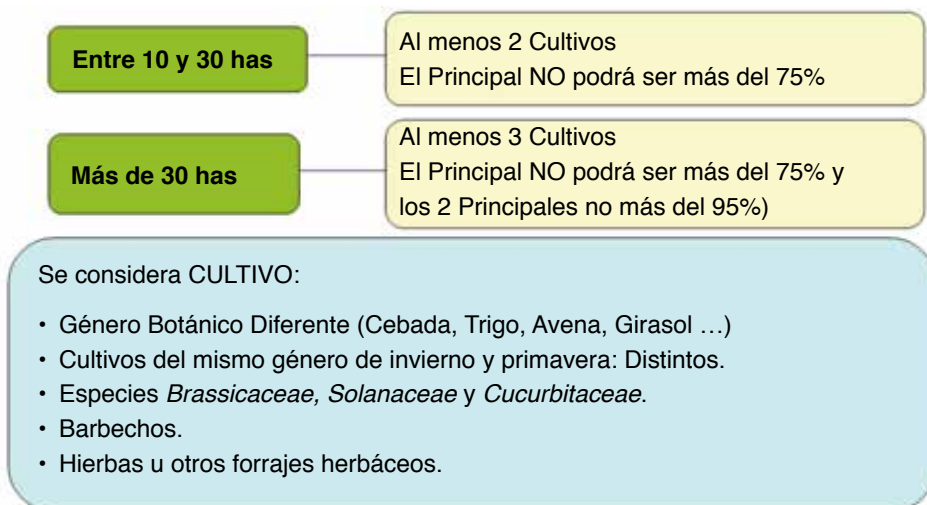 Entre 10 y 30 has
Al menos 2 Cultivos
El Principal NO podrá ser más del 75%
Más de 30 has
Al menos 3 Cultivos
El Principal NO podrá ser más del 75% y
los 2 Principales no más del 95%)
Se considera CULTIVO:
• Género Botánico Diferente (Cebada, Trigo, Avena, Girasol ...)
• Cultivos del mismo género de invierno y primavera: Distintos.
• Especies Brassicaceae, Solanaceae y Cucurbitaceae.
• Barbechos.
• Hierbas u otros forrajes herbáceos.